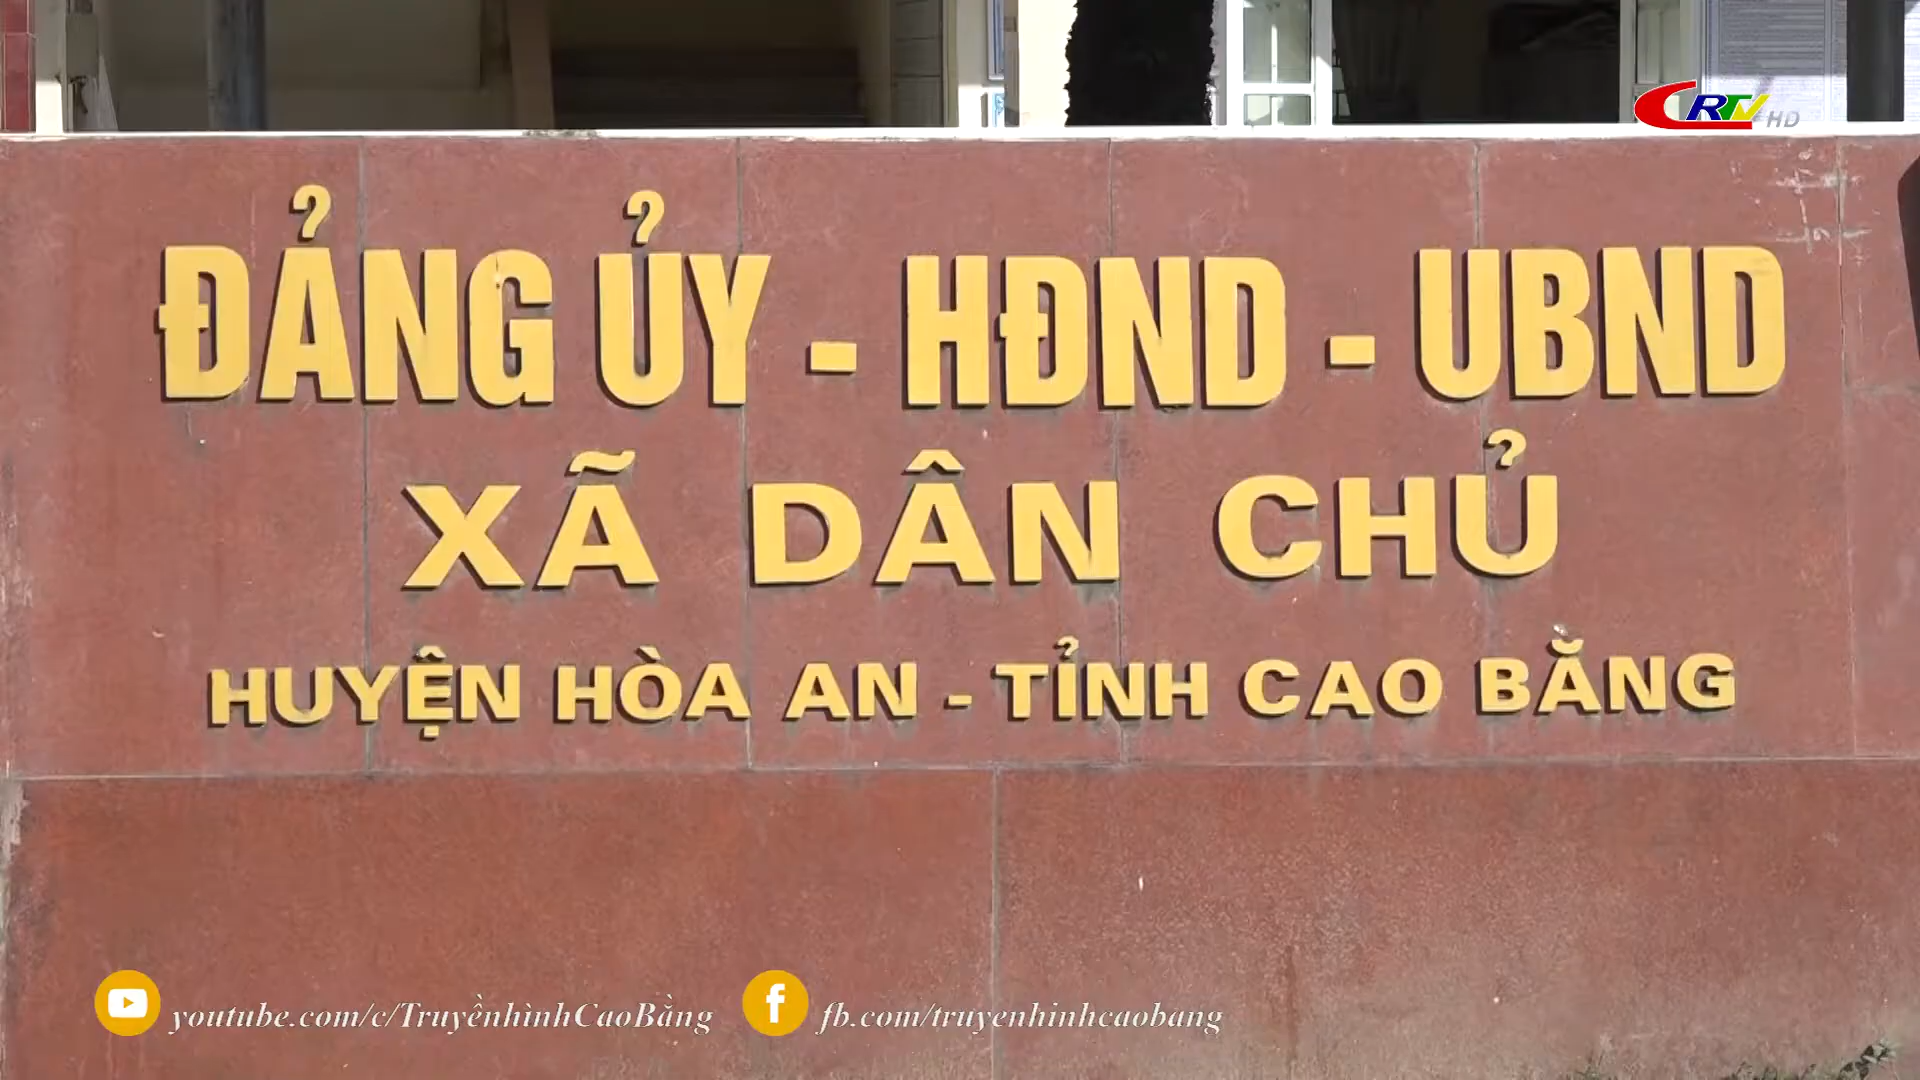 CRTV HD
ĐẢNG ỦY - HĐND - UBND
XÃ DÂN CHỦ
HUYỆN HÒA AN - TỈNH CAO BẰNG
youtube.com/c/TruyềnhìnhCaoBằng
fb.com/truyenhinhcaobang